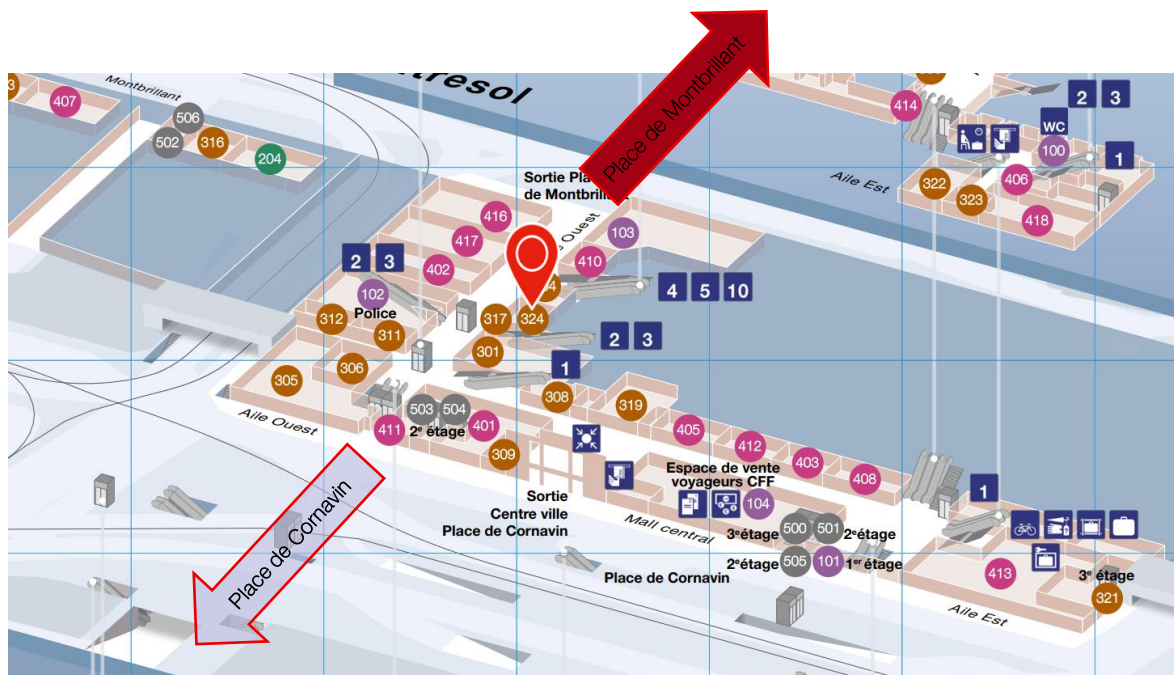 Place de Montbrillant
tresol
Montbrillant
407
506
502
316
204
414
2 3
WC
100
1
406
322
323
418
Aile Est
Sortie Pla
de Montbrill
Ouest
416
417
402
103
410
2 3
102
Police
4 5 10
312
311
317
324
2 3
301
305
306
1
308
319
Aile Ouest
503
504
401
411
2e étage
309
405
412
403
408
Espace de vente
voyageurs CFF
104
Sortie
Centre ville
Place de Cornavin
Mail central
3e étage
500
501
2e étage
2e étage
505
101
1er étage
Place de Cornavin
1
413
3e étage
321
Aile Est
Place de Cornavin